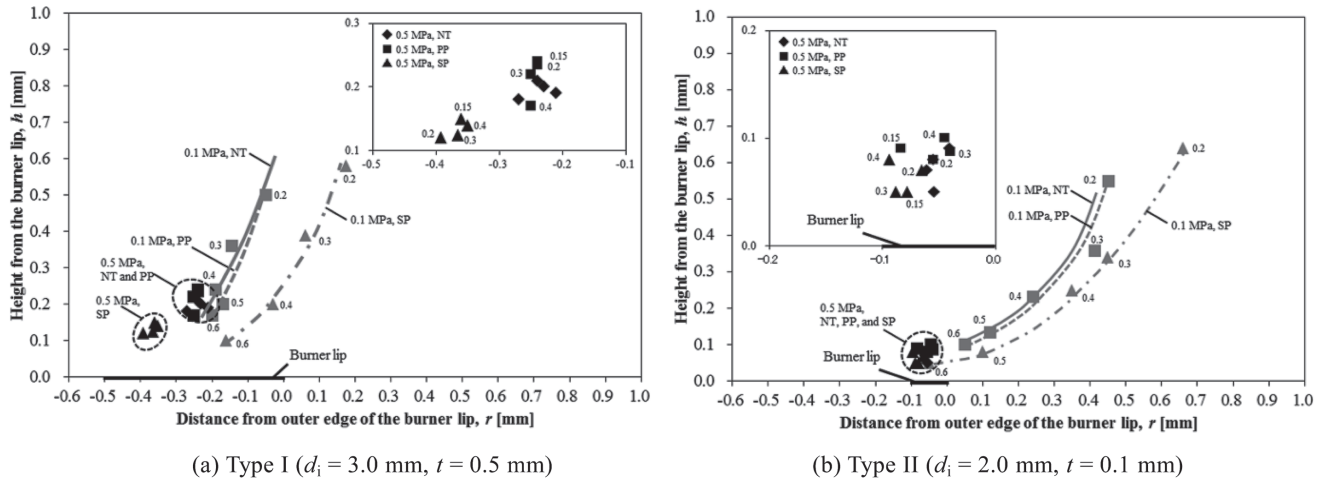 1.0
0.9
0.8
0.7
0.6
0.5
0.4
0.3
0.2
0.1
0.0
Height from the burner lip, h [mm]
-0.6 -0.5 -0.4 -0.3 -0.2 -0.1 0.0 0.1 0.2 0.3 0.4 0.5 0.6 0.7 0.8 0.9 1.0
Distance from outer edge of the burner lip, r [mm]
0.3
0.2
0.1
-0.5 -0.4 -0.3 -0.2 -0.1
0.5 MPa, NT
0.5 MPa, PP
0.5 MPa, SP
0.15
0.2
0.3
0.4
0.15
0.4
0.2
0.3
0.1 MPa, NT
0.2
0.2
0.1 MPa, SP
0.1 MPa, PP
0.3
0.3
0.5 MPa,
NT and PP
0.4
0.5
0.4
0.5 MPa,
SP
0.6
0.6
Burner lip
(a) Type I (di = 3.0 mm, t = 0.5 mm)
1.0
0.9
0.8
0.7
0.6
0.5
0.4
0.3
0.2
0.1
0.0
Height from the burner lip, h [mm]
-0.6 -0.5 -0.4 -0.3 -0.2 -0.1 0.0 0.1 0.2 0.3 0.4 0.5 0.6 0.7 0.8 0.9 1.0
Distance from outer edge of the burner lip, r [mm]
0.2
0.1
0.0
−0.2 −0.1 0.0
0.5 MPa, NT
0.5 MPa, PP
0.5 MPa, SP
0.15
0.4
0.4
0.3
0.2
0.2
0.3
0.15
Burner lip
0.2
0.2
0.1 MPa, NT
0.1 MPa, PP
0.1 MPa, SP
0.3
0.3
0.4
0.4
0.5 MPa,
NT, PP, and SP
0.5
0.6
0.5
0.6
Burner lip
(b) Type II (di = 2.0 mm, t = 0.1 mm)